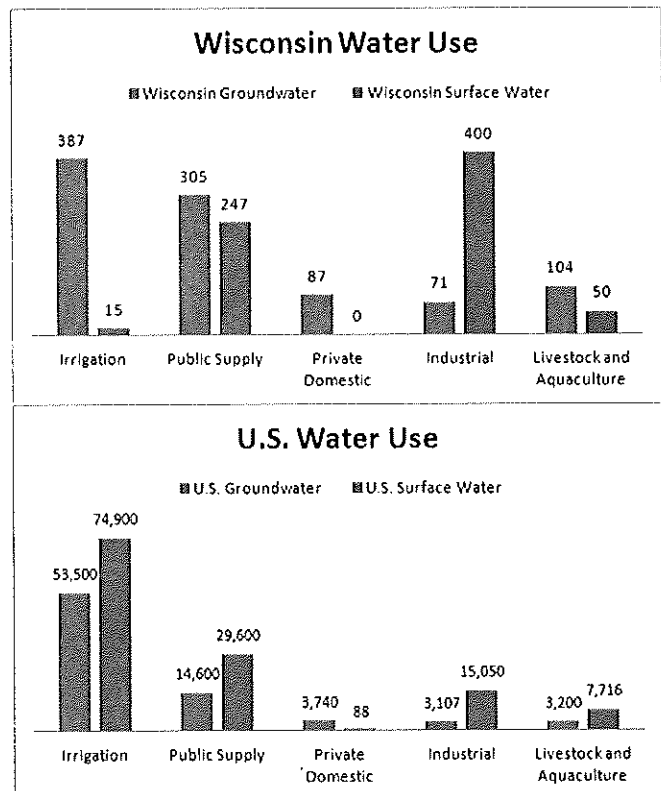 Wisconsin Water Use
Wisconsin Groundwater Wisconsin Surface Water
387 15 305 247 87 0 71 400 104 50
Irrigation Public Supply Private Domestic Industrial Livestock and Aquaculture
U.S. Water Use
U.S. Groundwater U.S. Surface Water
53,500 74,900 14,600 29,600 3,740 88 3,107 15,050 3,200 7,716
Irrigation Public Supply Private Domestic Industrial Livestock and Aquaculture